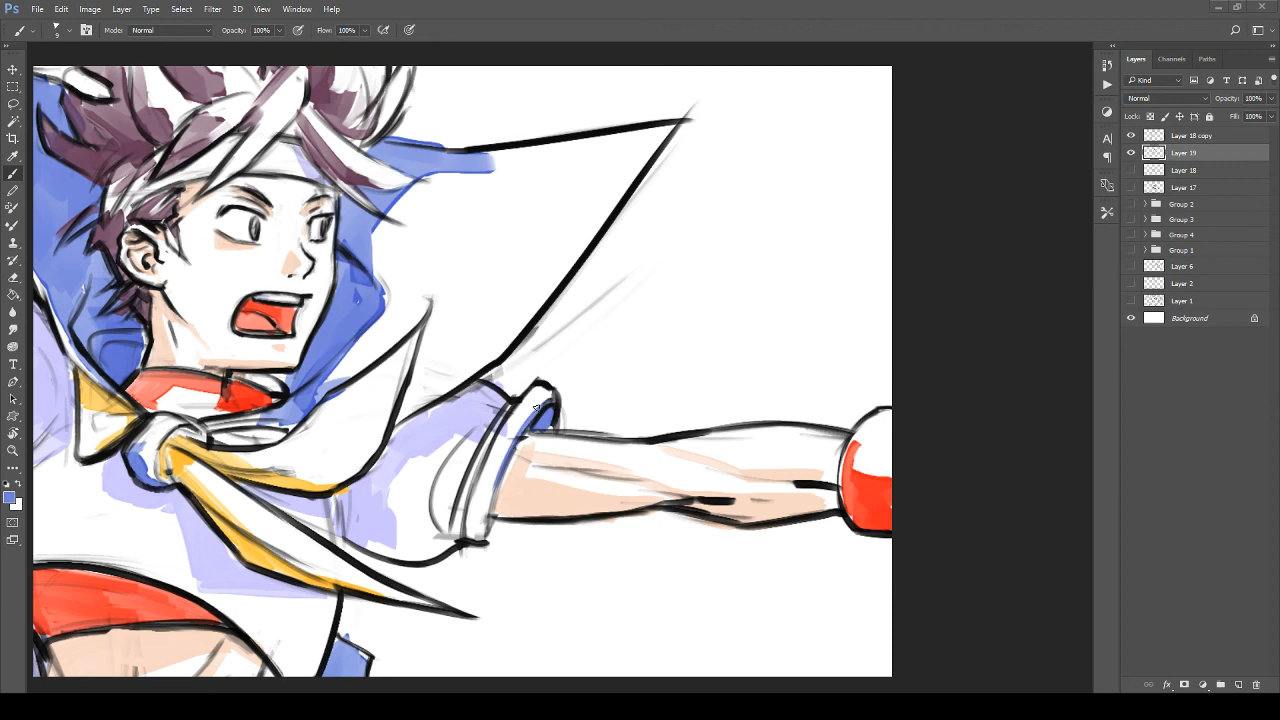 Ps File Edit Image Layer Type Select Filter 3D View Window Help
9 Mode: Normal Opacity: 100% Flow: 100%
Layers Channels Paths
Kind
Normal Opacity: 100%
Lock: Fill: 100%
Layer 18 copy
Layer 19
Layer 18
Layer 17
Group 2
Group 3
Group 4
Group 1
Layer 6
Layer 2
Layer 1
Background